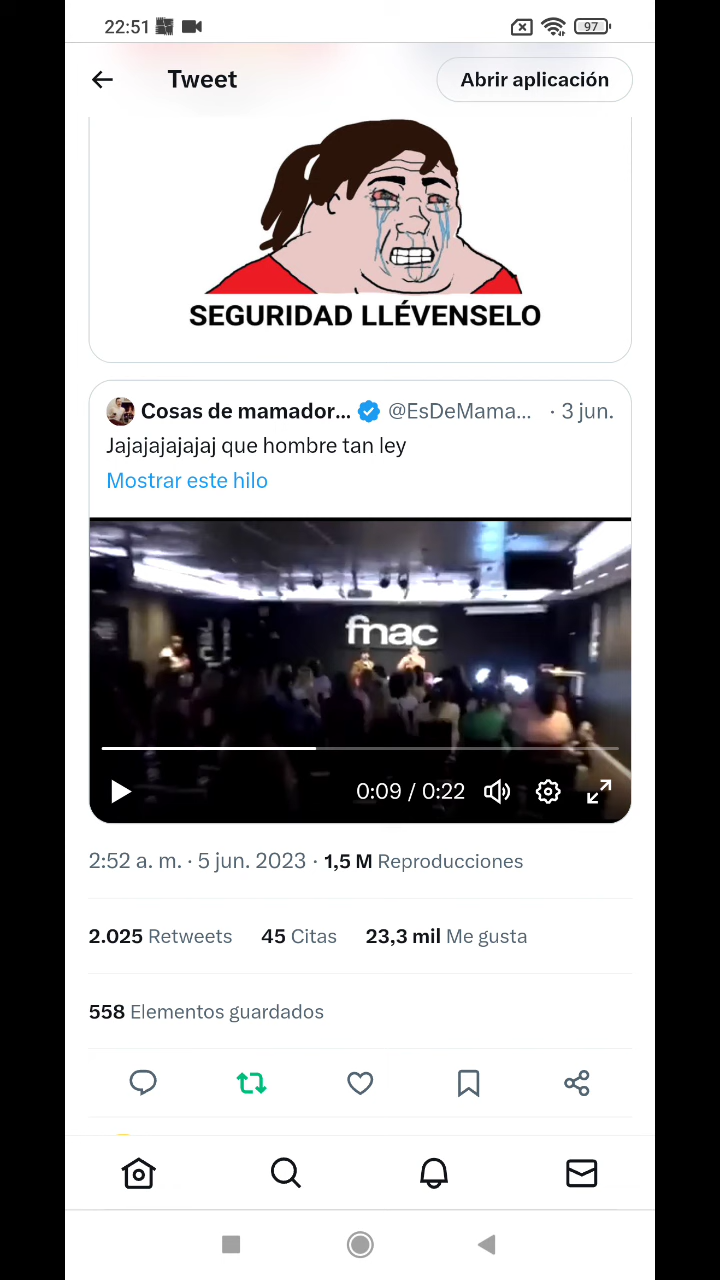 22:51
97
Tweet
Abrir aplicación
SEGURIDAD LLÉVENSELO
Cosas de mamador... @EsDeMama... · 3 jun.
Jajajajajajaj que hombre tan ley
Mostrar este hilo
fnac
0:09 / 0:22
2:52 a. m. · 5 jun. 2023 · 1,5 M Reproducciones
2.025 Retweets 45 Citas 23,3 mil Me gusta
558 Elementos guardados